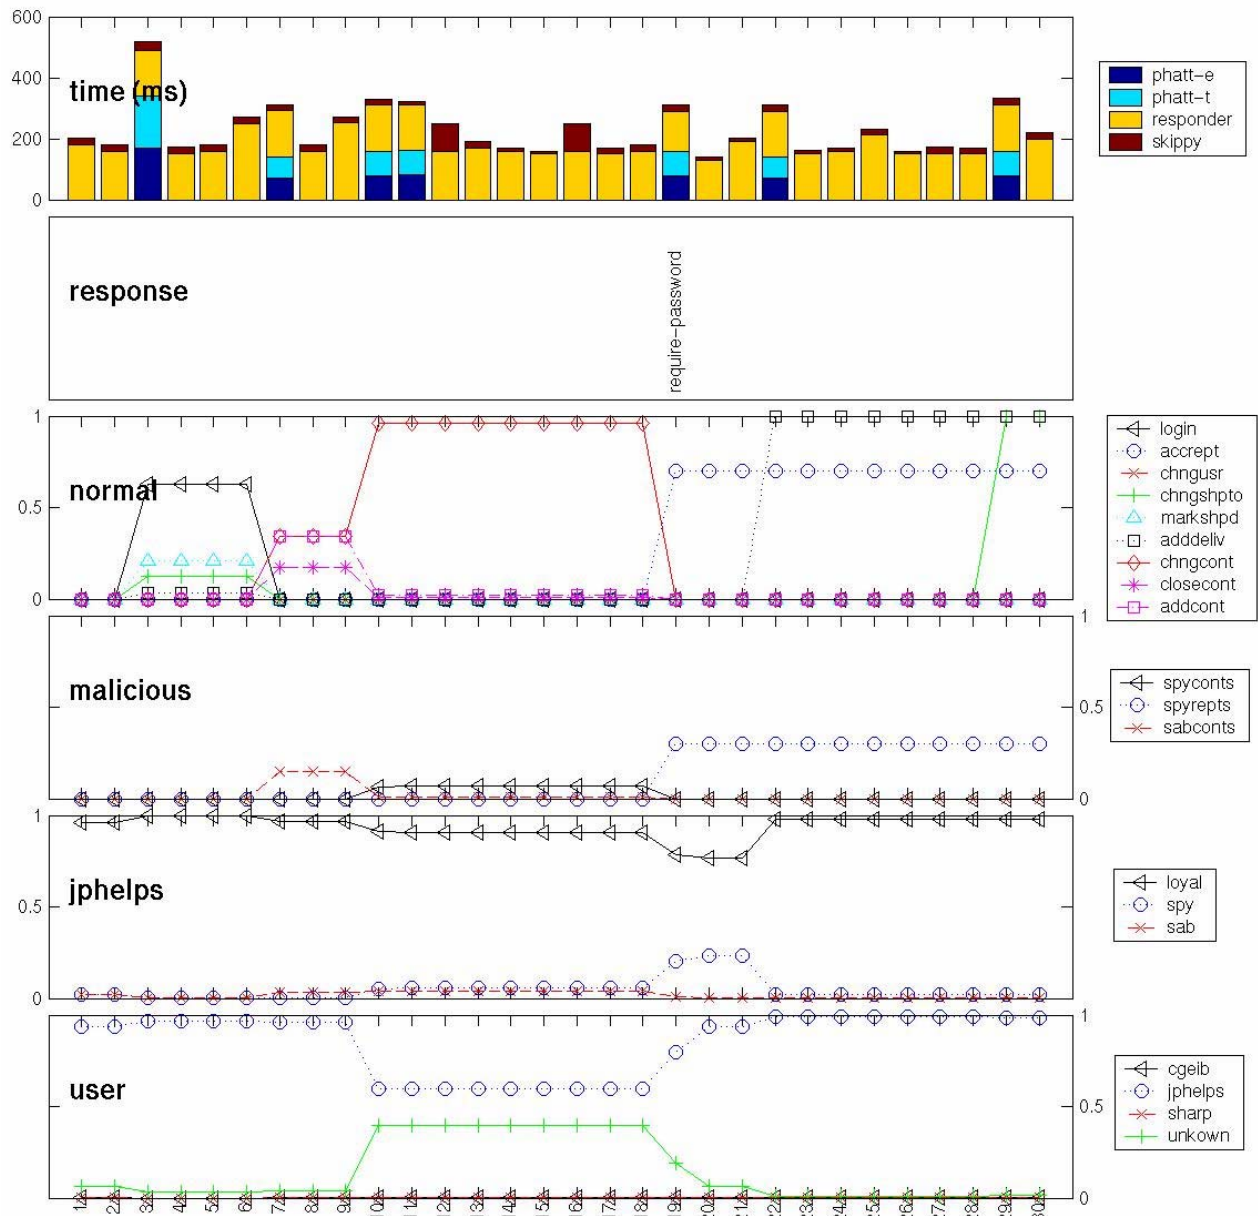 600
400
200
0
time (ms)
phatt-e
phatt-t
responder
skippy
response
require-password
1
0.5
0
normal
login
accrept
chngusr
chngshpto
markshpd
adddeliv
chngcont
closecont
addcont
malicious
1
0.5
0
spyconts
spyrepts
sabconts
1
0.5
0
jphelps
loyal
spy
sab
user
1
0.5
0
cgeib
jphelps
sharp
unkown